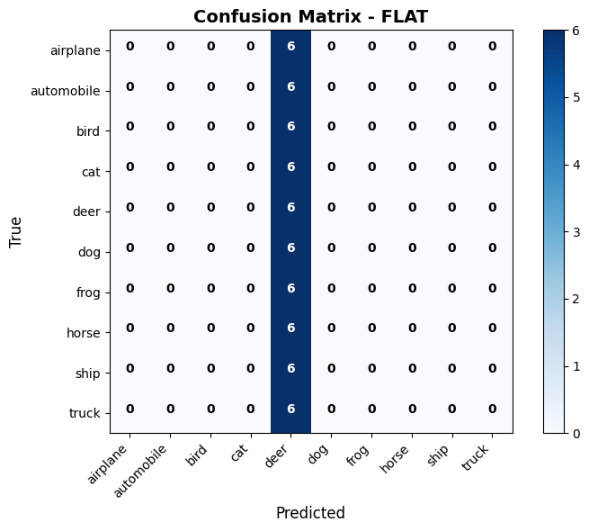 Confusion Matrix - FLAT
airplane 0 0 0 0 6 0 0 0 0 0
automobile 0 0 0 0 6 0 0 0 0 0
bird 0 0 0 0 6 0 0 0 0 0
cat 0 0 0 0 6 0 0 0 0 0
deer 0 0 0 0 6 0 0 0 0 0
dog 0 0 0 0 6 0 0 0 0 0
frog 0 0 0 0 6 0 0 0 0 0
horse 0 0 0 0 6 0 0 0 0 0
ship 0 0 0 0 6 0 0 0 0 0
truck 0 0 0 0 6 0 0 0 0 0
True
airplane automobile bird cat deer dog frog horse ship truck
Predicted
6
5
4
3
2
1
0